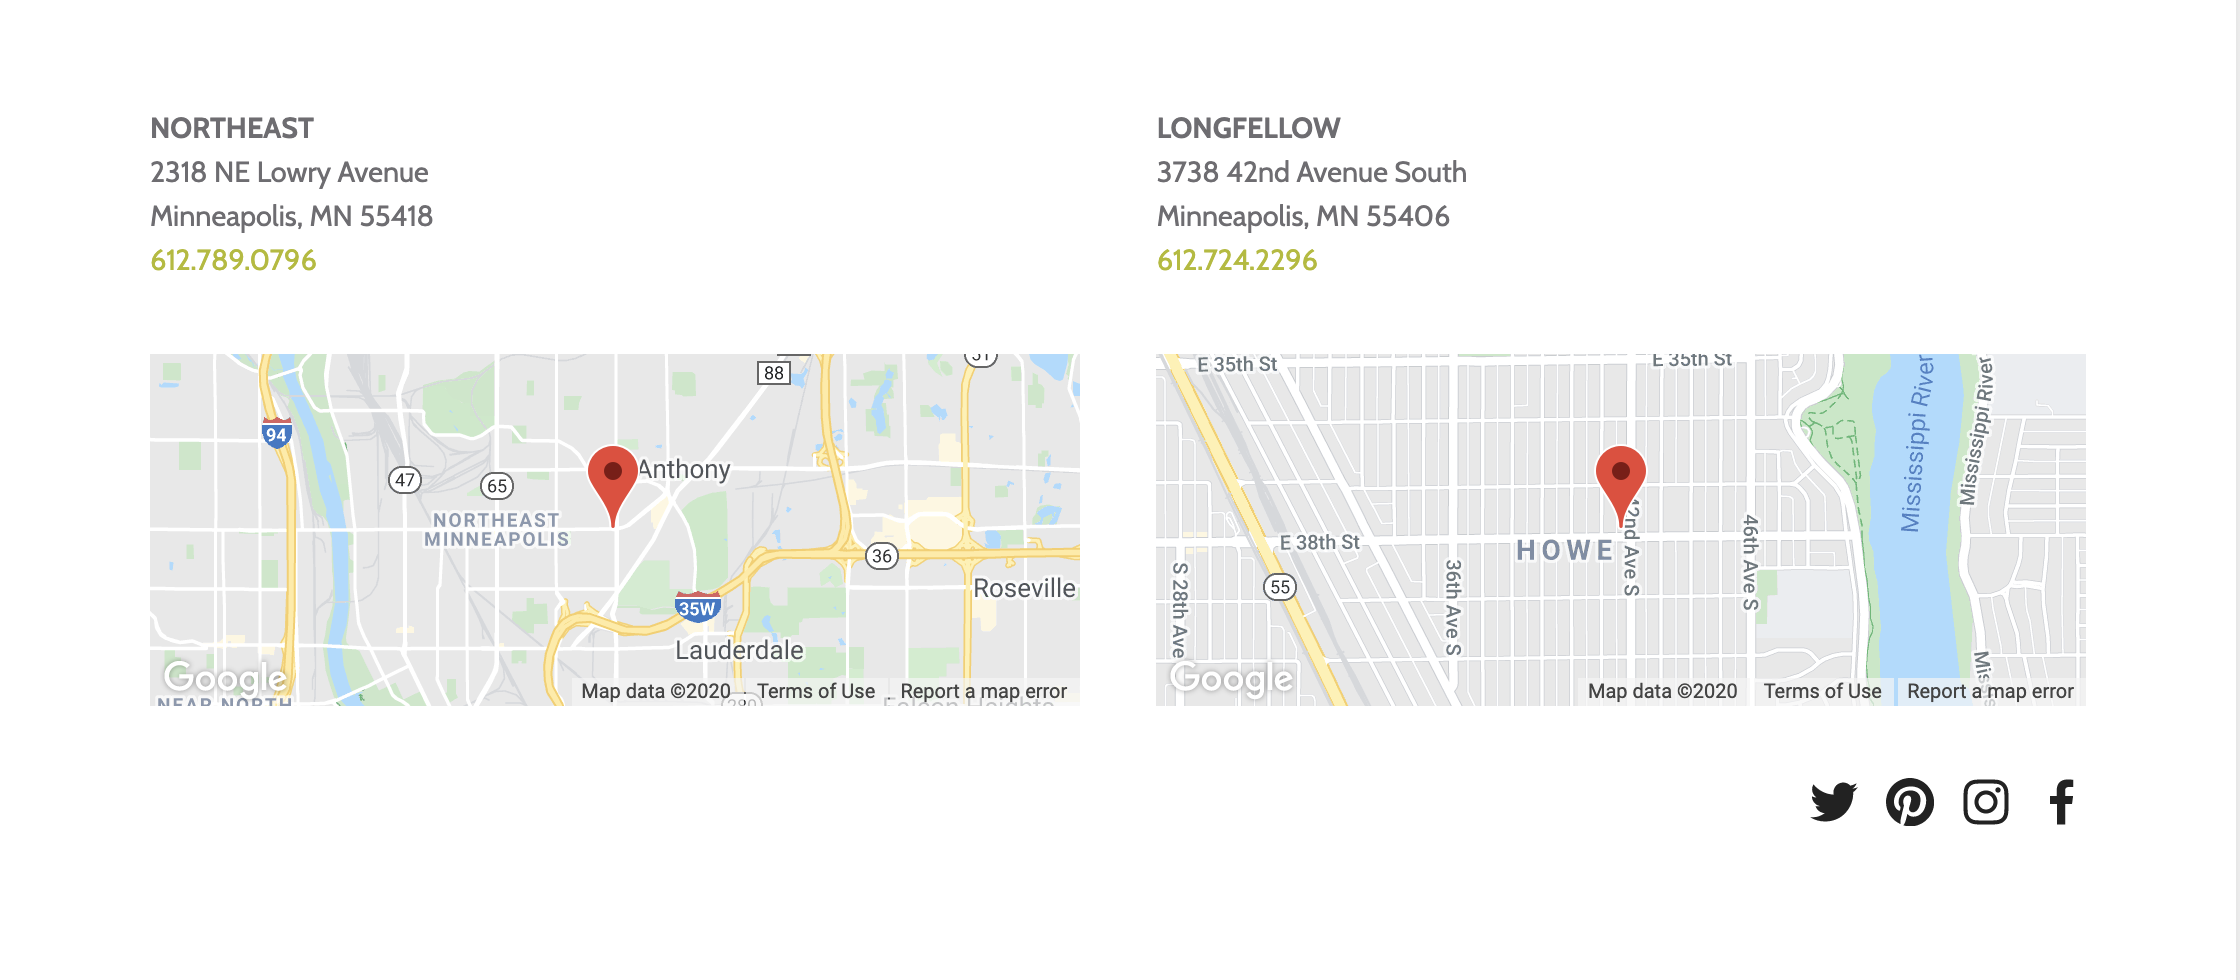 NORTHEAST
2318 NE Lowry Avenue
Minneapolis, MN 55418
612.789.0796
LONGFELLOW
3738 42nd Avenue South
Minneapolis, MN 55406
612.724.2296
88
94
47
65
Anthony
NORTHEAST
MINNEAPOLIS
36
Roseville
35W
Lauderdale
Google
NEAR NORTH
Map data ©2020
Terms of Use
Report a map error
E 35th St
E 35th St
Mississippi River
Mississippi River
E 38th St
HOWE
42nd Ave S
46th Ave S
55
S 28th Ave
36th Ave S
Google
Map data ©2020
Terms of Use
Report a map error